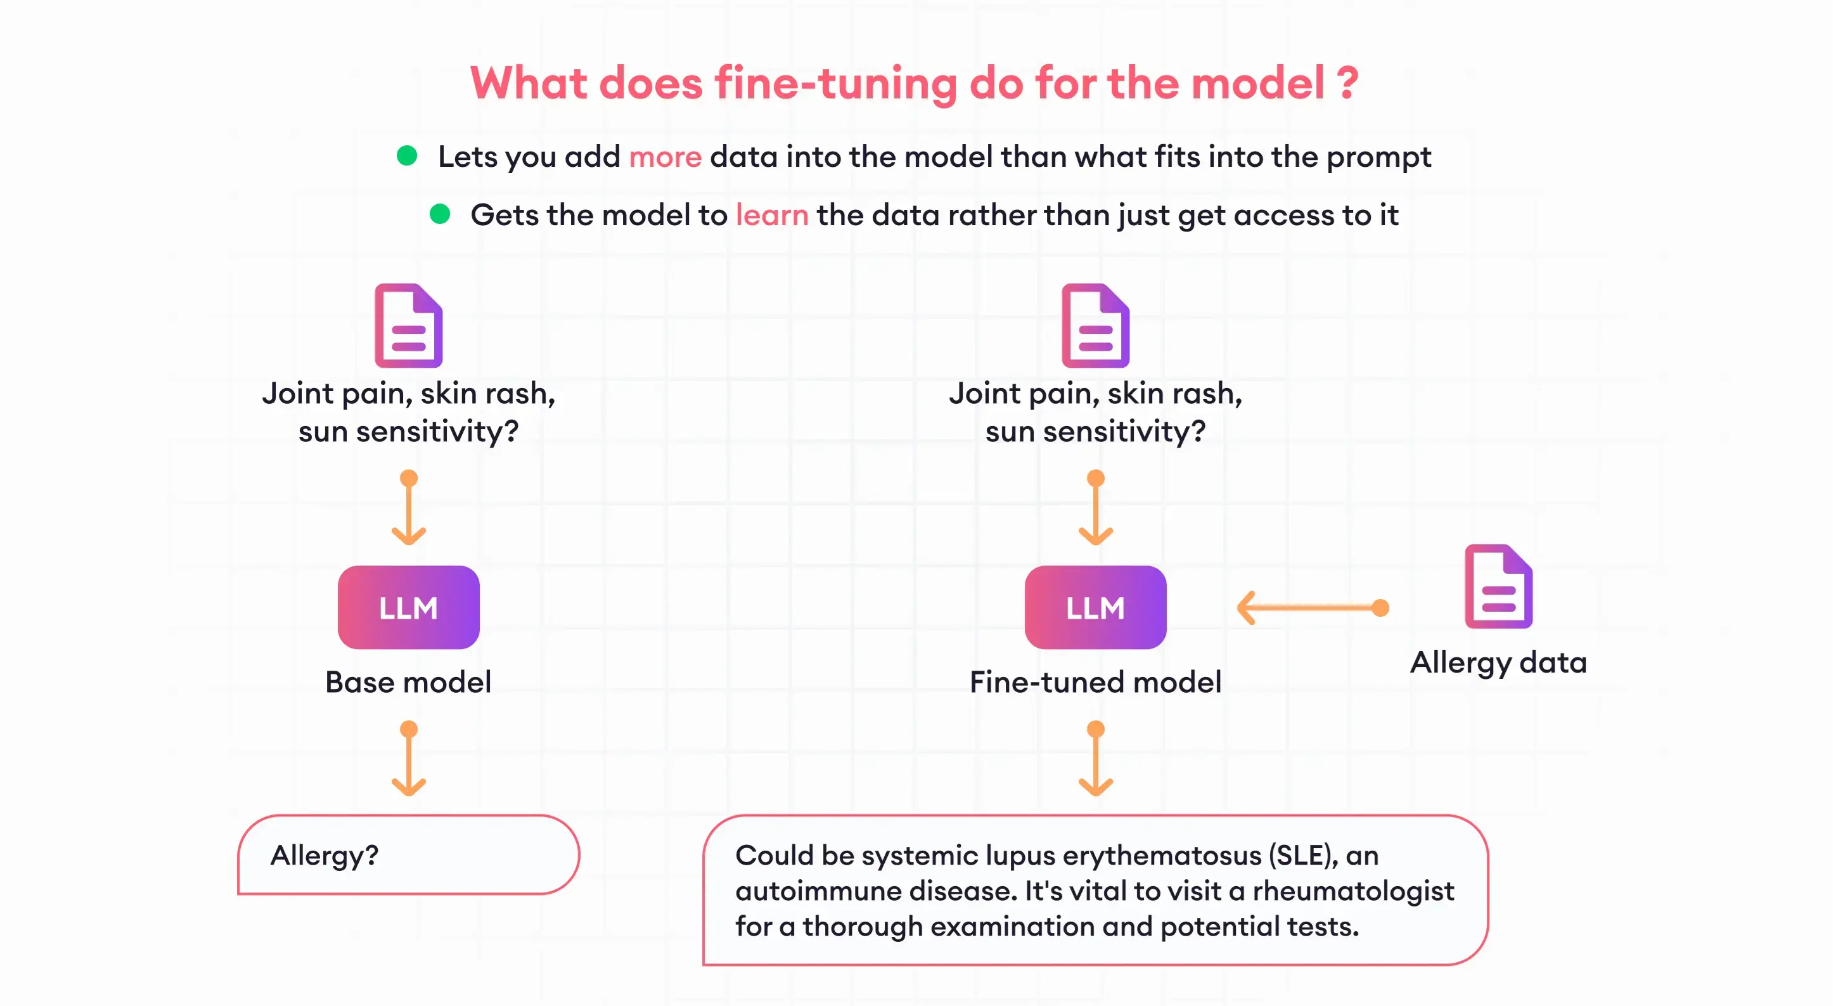 What does fine-tuning do for the model ?
Lets you add more data into the model than what fits into the prompt
Gets the model to learn the data rather than just get access to it
Joint pain, skin rash,
sun sensitivity?
LLM
Base model
Allergy?
Joint pain, skin rash,
sun sensitivity?
LLM
Fine-tuned model
Allergy data
Could be systemic lupus erythematosus (SLE), an
autoimmune disease. It's vital to visit a rheumatologist
for a thorough examination and potential tests.